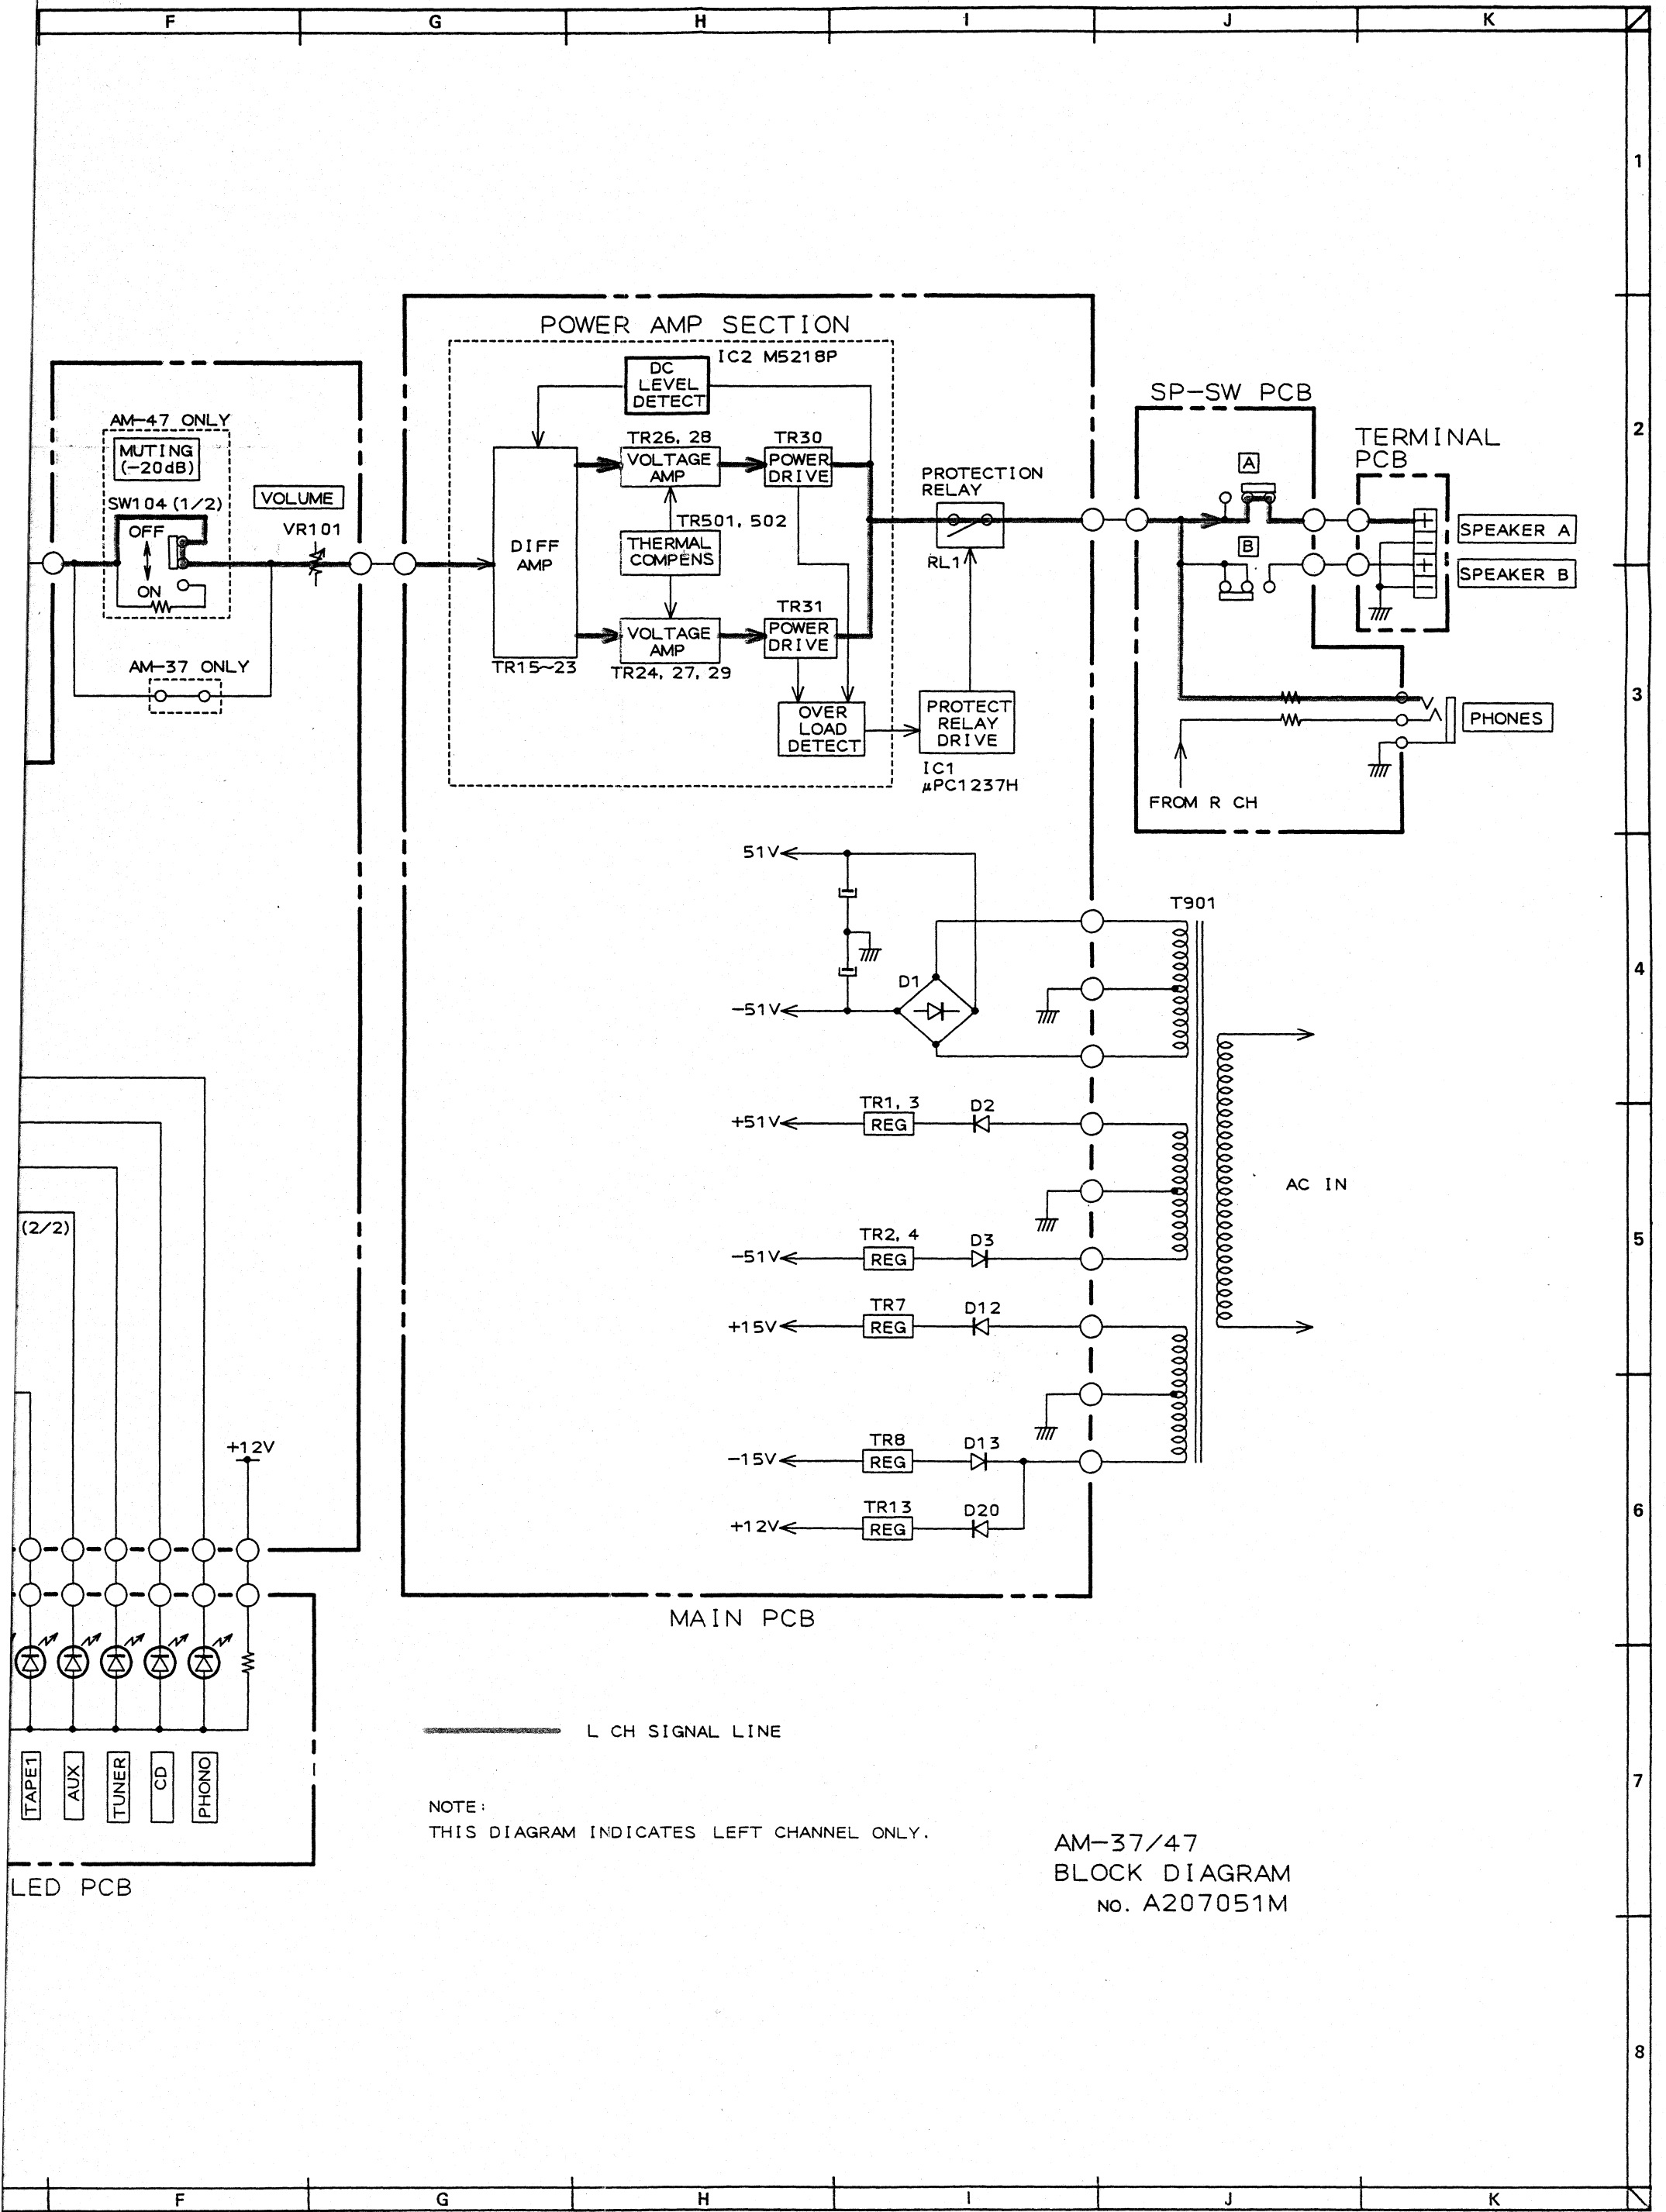 F G H I J K
1
POWER AMP SECTION
IC2 M5218P
DC
LEVEL
DETECT
SP-SW PCB
AM-47 ONLY
2
MUTING
(-20dB)
TR26, 28
TR30
TERMINAL
PCB
VOLTAGE
AMP
POWER
DRIVE
A
PROTECTION
RELAY
VOLUME
SW104 (1/2)
OFF
VR101
TR501, 502
+
SPEAKER A
−
DIFF
AMP
THERMAL
COMPENS
B
RL1
+
SPEAKER B
−
ON
TR31
VOLTAGE
AMP
POWER
DRIVE
AM-37 ONLY
TR15~23
TR24, 27, 29
3
OVER
LOAD
DETECT
PROTECT
RELAY
DRIVE
PHONES
IC1
μPC1237H
FROM R CH
51V
T901
D1
4
-51V
TR1, 3
D2
+51V
REG
AC IN
(2/2)
TR2, 4
D3
5
-51V
REG
TR7
D12
+15V
REG
+12V
TR8
D13
-15V
REG
TR13
D20
6
+12V
REG
MAIN PCB
L CH SIGNAL LINE
TAPE1
AUX
TUNER
CD
PHONO
7
NOTE:
THIS DIAGRAM INDICATES LEFT CHANNEL ONLY.
AM-37/47
BLOCK DIAGRAM
NO. A207051M
LED PCB
8
F G H I J K